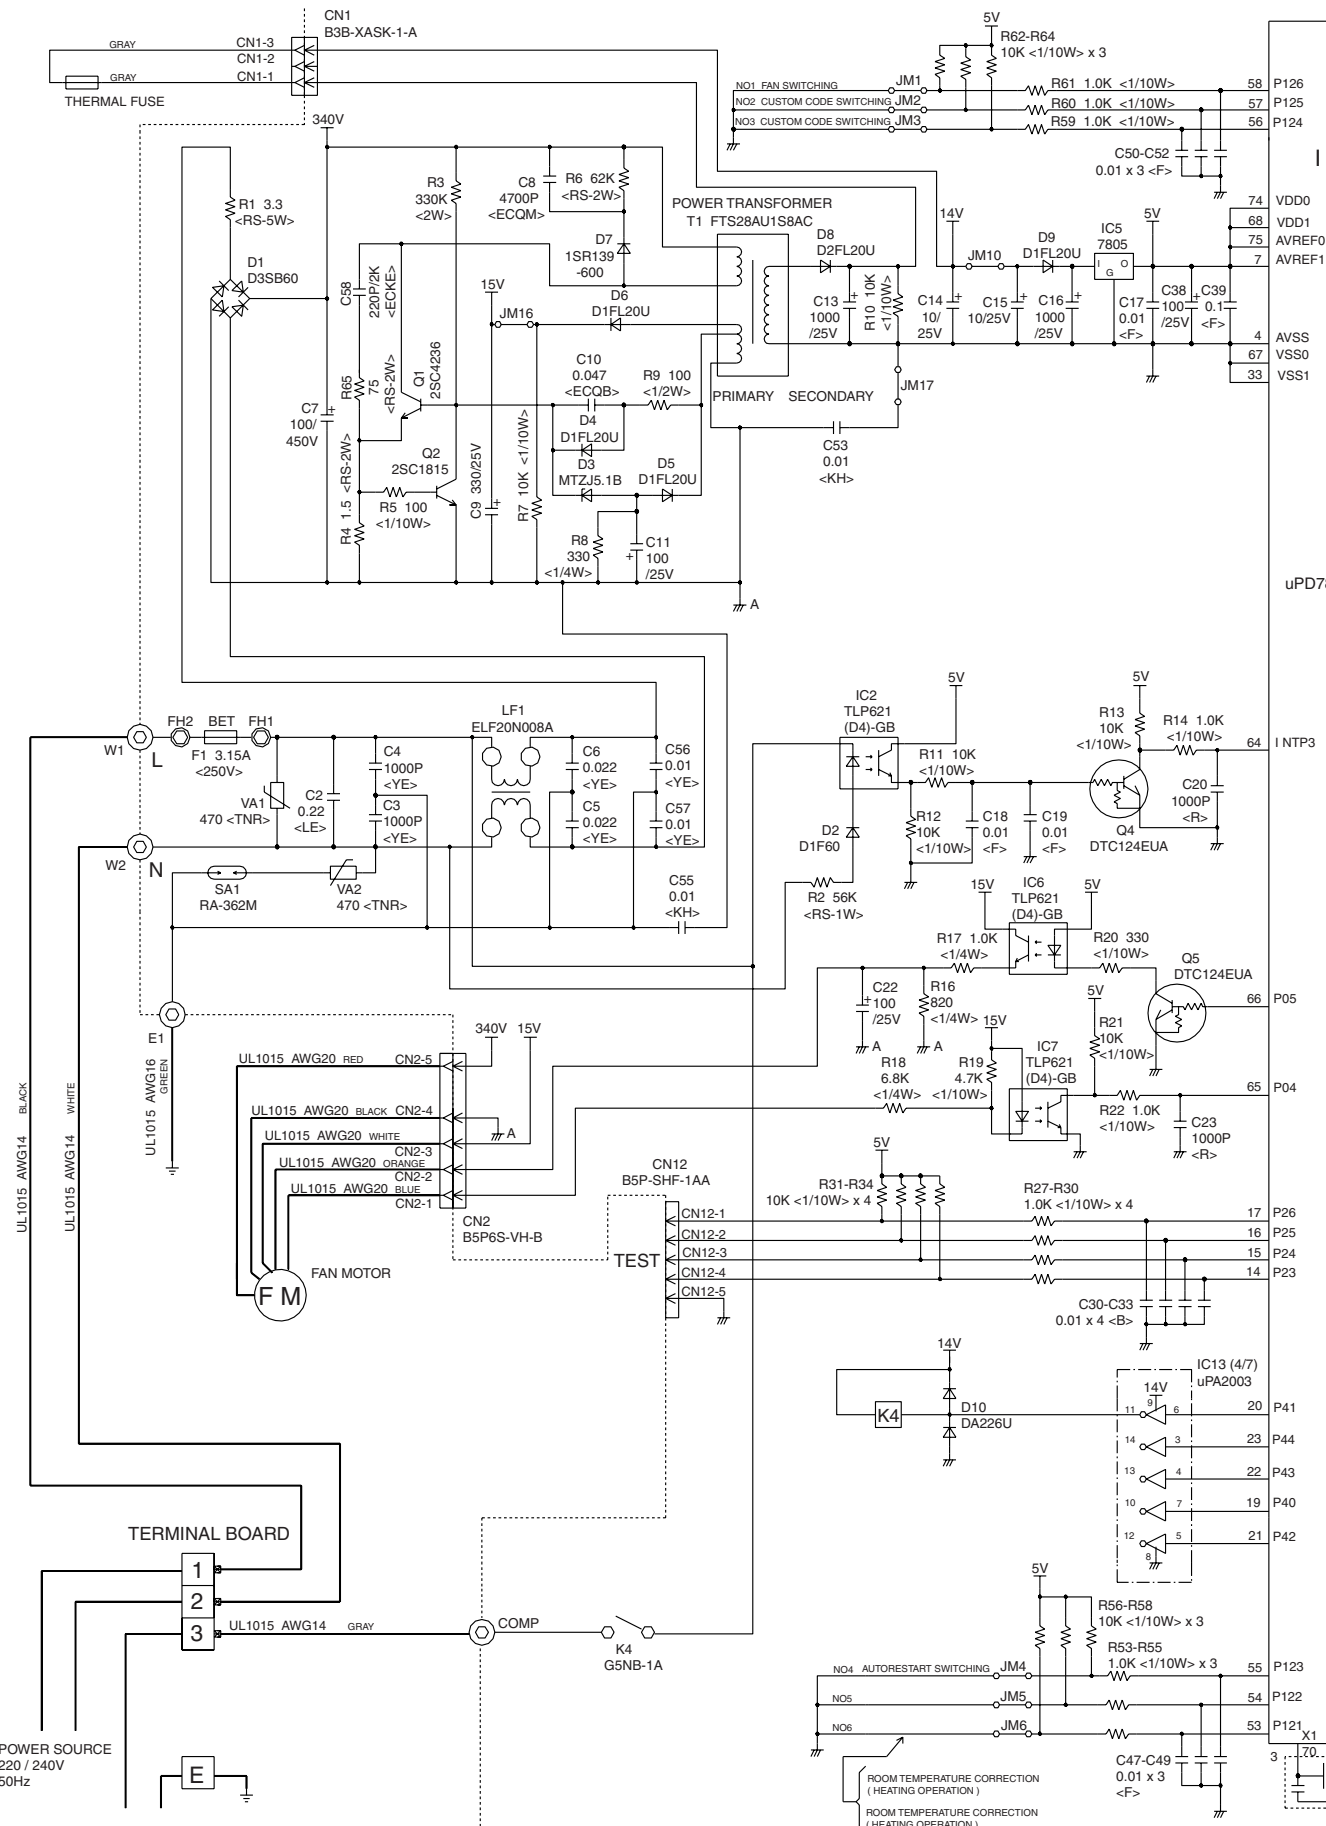 CN1
B3B-XASK-1-A
GRAY CN1-3
CN1-2
GRAY CN1-1
THERMAL FUSE
340V
5V
R62-R64
10K <1/10W> x 3
NO1 FAN SWITCHING JM1
R61 1.0K <1/10W>
58 P126
NO2 CUSTOM CODE SWITCHING JM2
R60 1.0K <1/10W>
57 P125
NO3 CUSTOM CODE SWITCHING JM3
R59 1.0K <1/10W>
56 P124
C50-C52
0.01 x 3 <F>
I
R1 3.3
<RS-5W>
D1
D3SB60
R3
330K
<2W>
C8
4700P
<ECQM>
R6 62K
<RS-2W>
D7
1SR139
-600
POWER TRANSFORMER
T1 FTS28AU1S8AC
D8
D2FL20U
14V
JM10
D9
D1FL20U
IC5
7805
I O
G
5V
74 VDD0
68 VDD1
75 AVREF0
7 AVREF1
C58
220P/2K
<ECKE>
15V
JM16
D6
D1FL20U
C13
1000
/25V
R10 10K
<1/10W>
C14
10/
25V
C15
10/25V
C16
1000
/25V
C17
0.01
<F>
C38
100
/25V
C39
0.1
<F>
4 AVSS
67 VSS0
33 VSS1
R65
75
<RS-2W>
Q1
2SC4236
C10
0.047
<ECQB>
R9 100
<1/2W>
PRIMARY SECONDARY
JM17
C7
100/
450V
D4
D1FL20U
C53
0.01
<KH>
Q2
2SC1815
D3
MTZJ5.1B
D5
D1FL20U
R4 1.5 <RS-2W>
R5 100
<1/10W>
C9 330/25V
R7 10K <1/10W>
R8
330
<1/4W>
C11
100
/25V
A
uPD78
LF1
ELF20N008A
IC2
TLP621
(D4)-GB
5V
5V
R13
10K
<1/10W>
R14 1.0K
<1/10W>
64 INTP3
W1
L
FH2 BET FH1
F1 3.15A
<250V>
C4
1000P
<YE>
C6
0.022
<YE>
C56
0.01
<YE>
R11 10K
<1/10W>
C20
1000P
<R>
VA1
470 <TNR>
C2
0.22
<LE>
C3
1000P
<YE>
C5
0.022
<YE>
C57
0.01
<YE>
D2
D1F60
R12
10K
<1/10W>
C18
0.01
<F>
C19
0.01
<F>
Q4
DTC124EUA
W2
N
SA1
RA-362M
VA2
470 <TNR>
C55
0.01
<KH>
R2 56K
<RS-1W>
15V
IC6
TLP621
(D4)-GB
5V
R17 1.0K
<1/4W>
R20 330
<1/10W>
Q5
DTC124EUA
C22
100
/25V
R16
820
<1/4W>
A
A
66 P05
E1
340V 15V
15V
5V
R21
10K
<1/10W>
UL1015 AWG20 RED CN2-5
R18
6.8K
<1/4W>
R19
4.7K
<1/10W>
IC7
TLP621
(D4)-GB
65 P04
UL1015 AWG14 BLACK
UL1015 AWG14 WHITE
UL1015 AWG16
GREEN
UL1015 AWG20 BLACK CN2-4
A
R22 1.0K
<1/10W>
C23
1000P
<R>
UL1015 AWG20 WHITE
CN2-3
UL1015 AWG20 ORANGE
CN2-2
UL1015 AWG20 BLUE
CN2-1
CN2
B5P6S-VH-B
FAN MOTOR
F M
CN12
B5P-SHF-1AA
TEST
5V
R31-R34
10K <1/10W> x 4
R27-R30
1.0K <1/10W> x 4
CN12-1 17 P26
CN12-2 16 P25
CN12-3 15 P24
CN12-4 14 P23
CN12-5
C30-C33
0.01 x 4 <B>
14V
K4
D10
DA226U
IC13 (4/7)
uPA2003
14V
9
11 6 20 P41
14 3 23 P44
13 4 22 P43
10 7 19 P40
12 5 21 P42
8
TERMINAL BOARD
1
2
3
UL1015 AWG14 GRAY
COMP
K4
G5NB-1A
5V
R56-R58
10K <1/10W> x 3
R53-R55
1.0K <1/10W> x 3
NO4 AUTORESTART SWITCHING JM4
55 P123
NO5 JM5
54 P122
NO6 JM6
53 P121
C47-C49
0.01 x 3
<F>
X1
3 70
POWER SOURCE
220 / 240V
50Hz
E
ROOM TEMPERATURE CORRECTION
( HEATING OPERATION )
ROOM TEMPERATURE CORRECTION
( HEATING OPERATION )